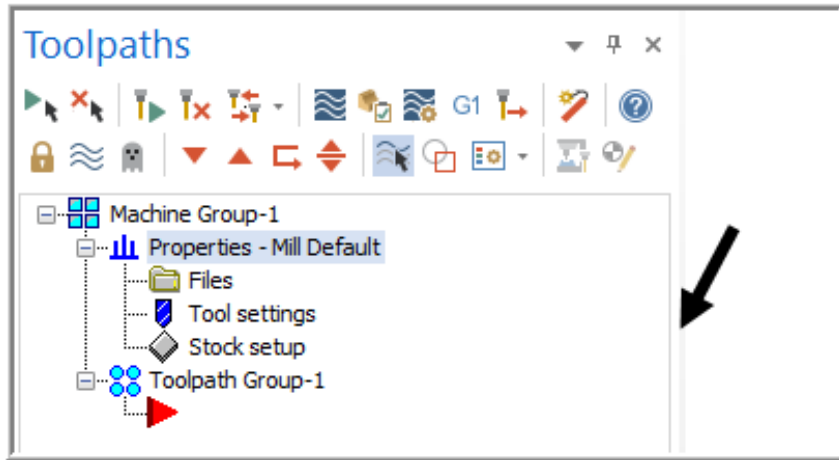 Toolpaths
G1
Machine Group-1
Properties - Mill Default
Files
Tool settings
Stock setup
Toolpath Group-1